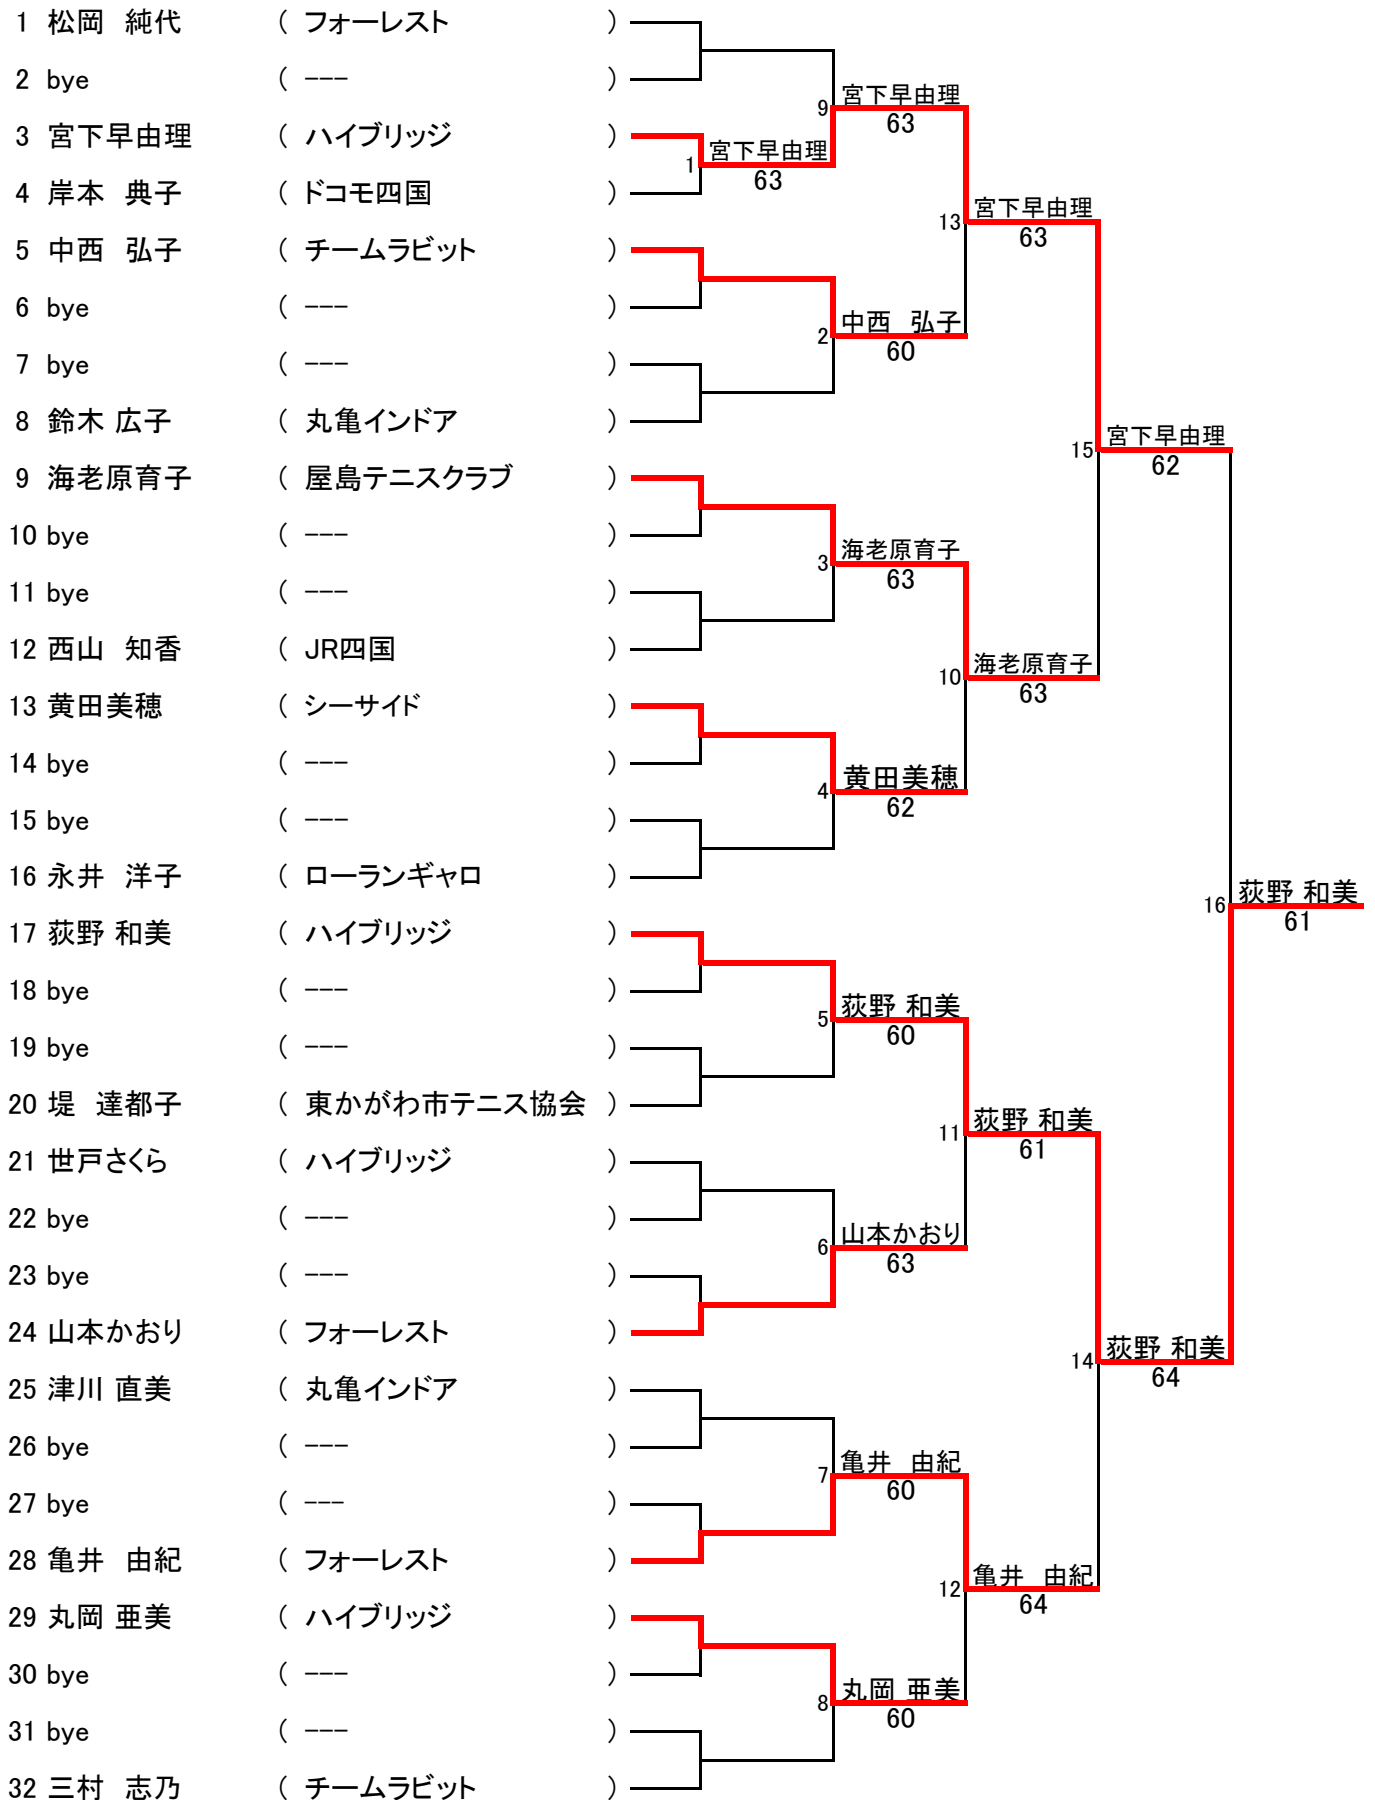 1 松岡　純代 ( フォーレスト )
2 bye ( --- )
9 宮下早由理
63
3 宮下早由理 ( ハイブリッジ )
1 宮下早由理
63
4 岸本　典子 ( ドコモ四国 )
13 宮下早由理
63
5 中西　弘子 ( チームラビット )
6 bye ( --- )
2 中西　弘子
60
7 bye ( --- )
8 鈴木 広子 ( 丸亀インドア )
15 宮下早由理
62
9 海老原育子 ( 屋島テニスクラブ )
10 bye ( --- )
3 海老原育子
63
11 bye ( --- )
12 西山　知香 ( JR四国 )
10 海老原育子
63
13 黄田美穂 ( シーサイド )
14 bye ( --- )
4 黄田美穂
62
15 bye ( --- )
16 永井　洋子 ( ローランギャロ )
16 荻野 和美
61
17 荻野 和美 ( ハイブリッジ )
18 bye ( --- )
5 荻野 和美
60
19 bye ( --- )
20 堤　達都子 ( 東かがわ市テニス協会 )
11 荻野 和美
61
21 世戸さくら ( ハイブリッジ )
22 bye ( --- )
6 山本かおり
63
23 bye ( --- )
24 山本かおり ( フォーレスト )
14 荻野 和美
64
25 津川 直美 ( 丸亀インドア )
26 bye ( --- )
7 亀井　由紀
60
27 bye ( --- )
28 亀井　由紀 ( フォーレスト )
12 亀井　由紀
64
29 丸岡 亜美 ( ハイブリッジ )
30 bye ( --- )
8 丸岡 亜美
60
31 bye ( --- )
32 三村　志乃 ( チームラビット )